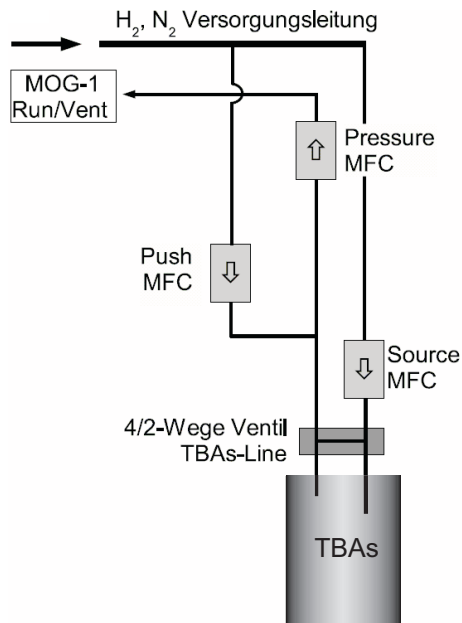 H₂, N₂ Versorgungsleitung
MOG-1
Run/Vent
Pressure
MFC
Push
MFC
Source
MFC
4/2-Wege Ventil
TBAs-Line
TBAs